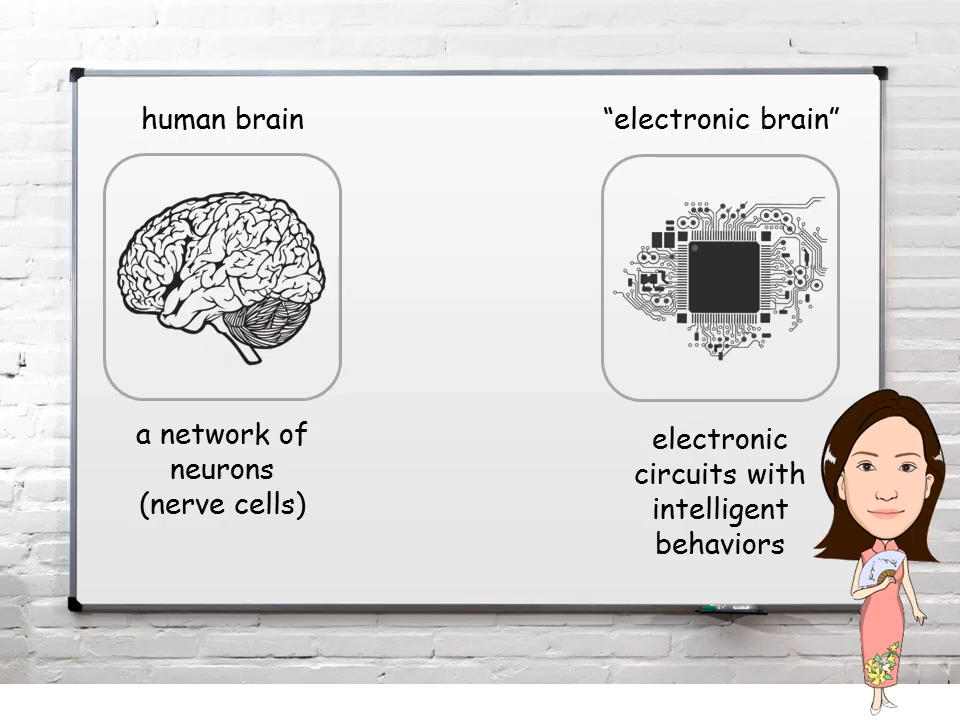 human brain
“electronic brain”
a network of
neurons
(nerve cells)
electronic
circuits with
intelligent
behaviors